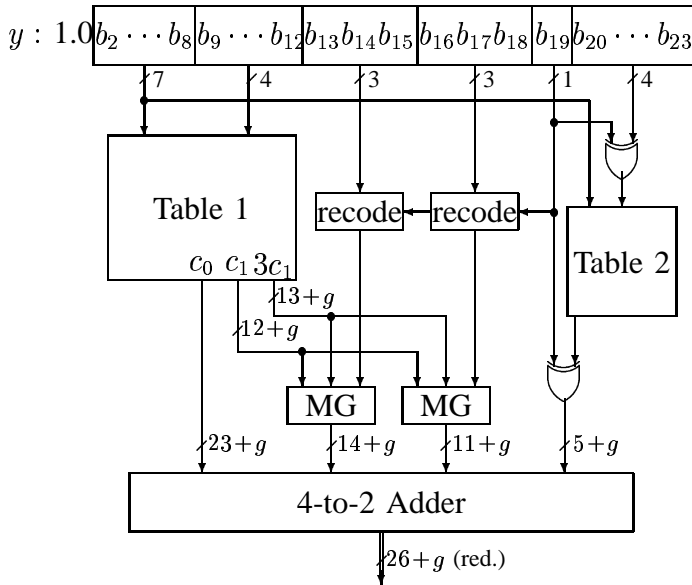 y : 1.0 b₂ ⋯ b₈ b₉ ⋯ b₁₂ b₁₃b₁₄b₁₅ b₁₆b₁₇b₁₈ b₁₉ b₂₀ ⋯ b₂₃
7 4 3 3 1 4
Table 1
recode recode
Table 2
c₀ c₁ 3c₁
13+g
12+g
MG MG
23+g 14+g 11+g 5+g
4-to-2 Adder
26+g (red.)